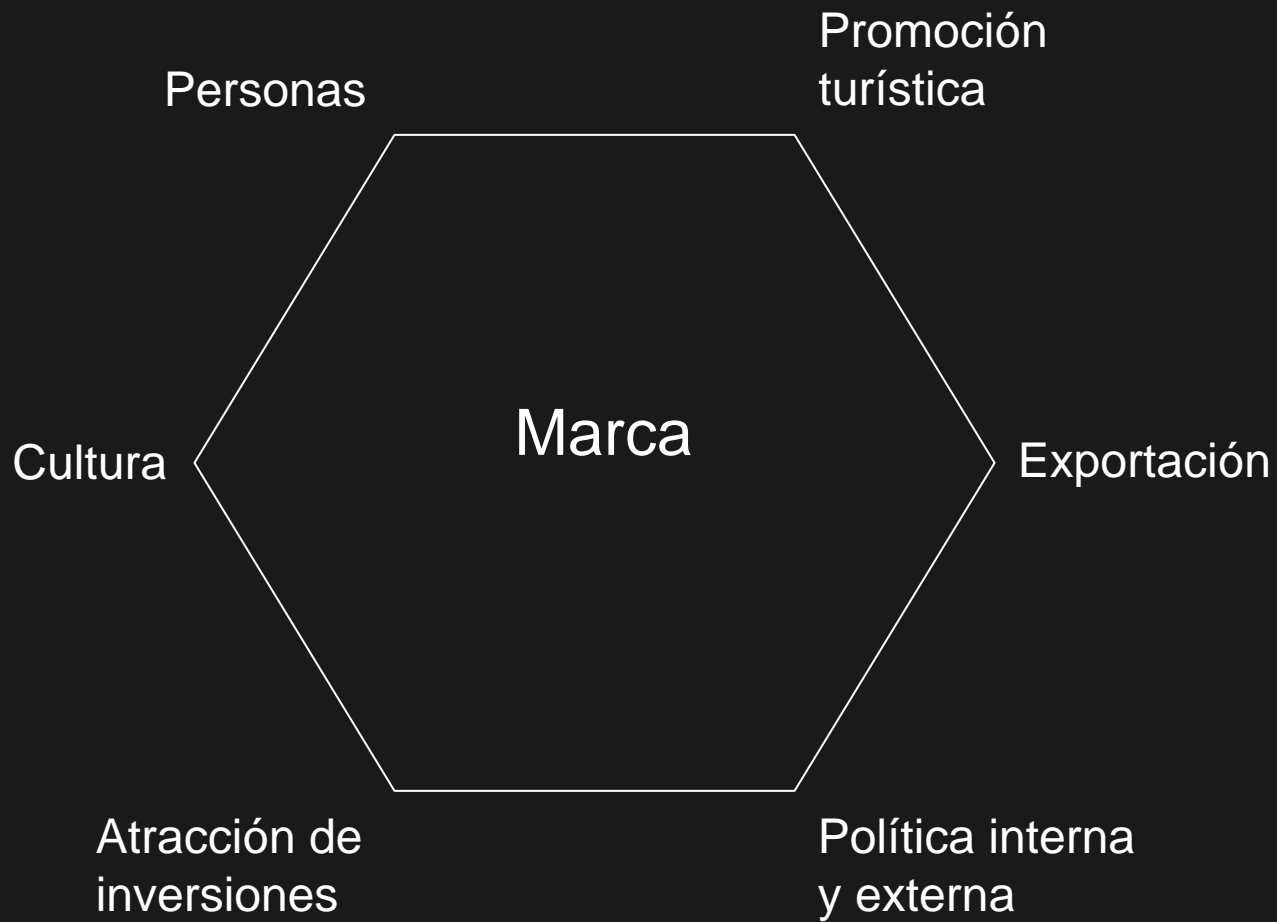 Promoción
turística
Personas
Marca
Cultura
Exportación
Atracción de
inversiones
Política interna
y externa